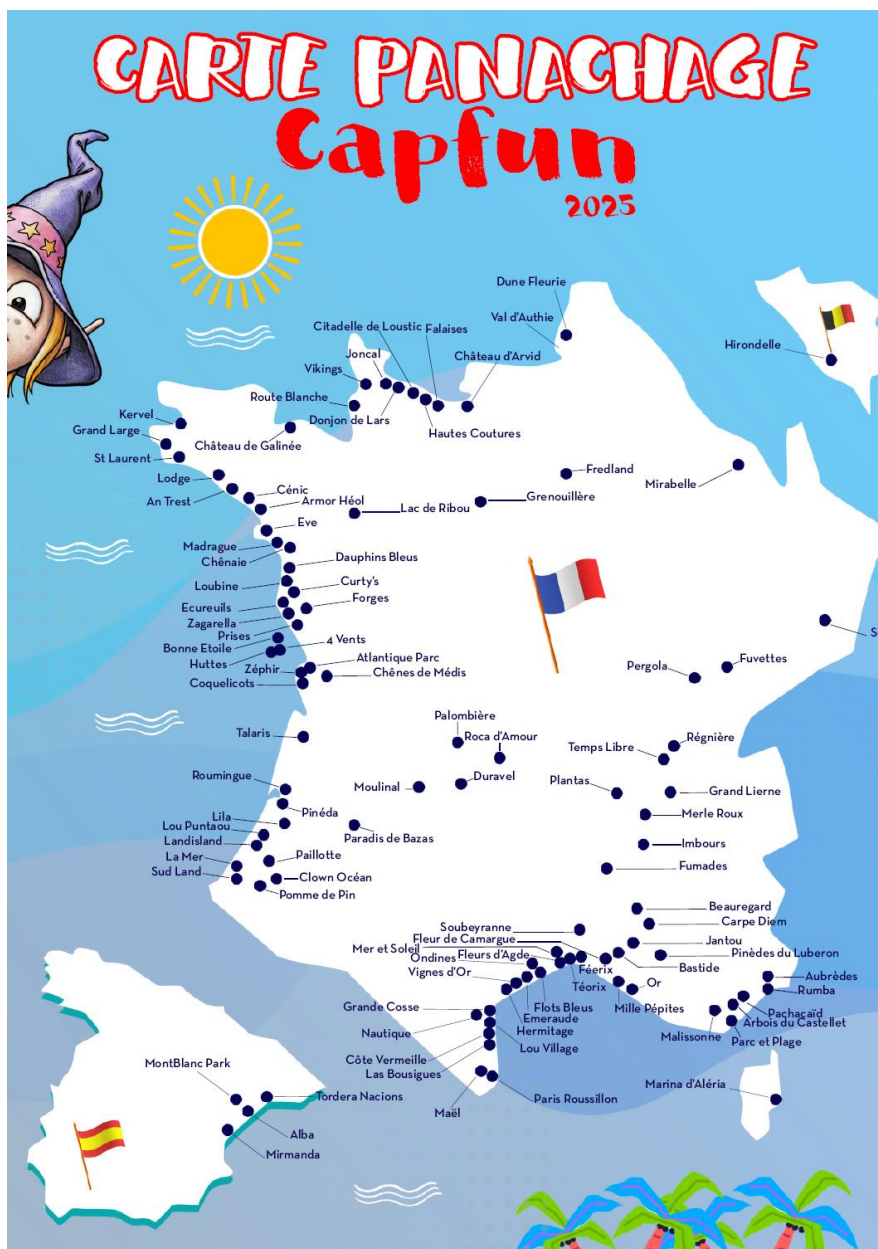 CARTE PANACHAGE
Capfun
2025
Dune Fleurie
Val d'Authie
Hirondelle
Citadelle de Loustic
Falaises
Joncal
Château d'Arvid
Vikings
Route Blanche
Donjon de Lars
Hautes Coutures
Kervel
Grand Large
Château de Galinée
St Laurent
Fredland
Mirabelle
Lodge
Cénic
An Trest
Armor Héol
Lac de Ribou
Grenouillère
Eve
Madrague
Chênaie
Dauphins Bleus
Loubine
Curty's
Forges
Ecureuils
Zagarella
Prises
4 Vents
Bonne Etoile
Huttes
Atlantique Parc
Zéphir
Chênes de Médis
Coquelicots
S
Pergola
Fuvettes
Palombière
Talaris
Roca d'Amour
Temps Libre
Régnière
Roumingue
Moulinal
Duravel
Plantas
Grand Lierne
Pinéda
Lila
Merle Roux
Lou Puntaou
Landisland
Paradis de Bazas
Imbours
La Mer
Paillotte
Sud Land
Clown Océan
Fumades
Pomme de Pin
Beauregard
Soubeyranne
Carpe Diem
Fleur de Camargue
Jantou
Mer et Soleil
Ondines
Fleurs d'Agde
Pinèdes du Luberon
Féerix
Bastide
Vignes d'Or
Téorix
Aubrèdes
Or
Rumba
Grande Cosse
Flots Bleus
Mille Pépites
Pachacaïd
Emeraude
Arbois du Castellet
Nautique
Hermitage
Malissonne
Parc et Plage
Lou Village
Côte Vermeille
Las Bousigues
MontBlanc Park
Marina d'Aléria
Tordera Nacions
Paris Roussillon
Maël
Alba
Mirmanda